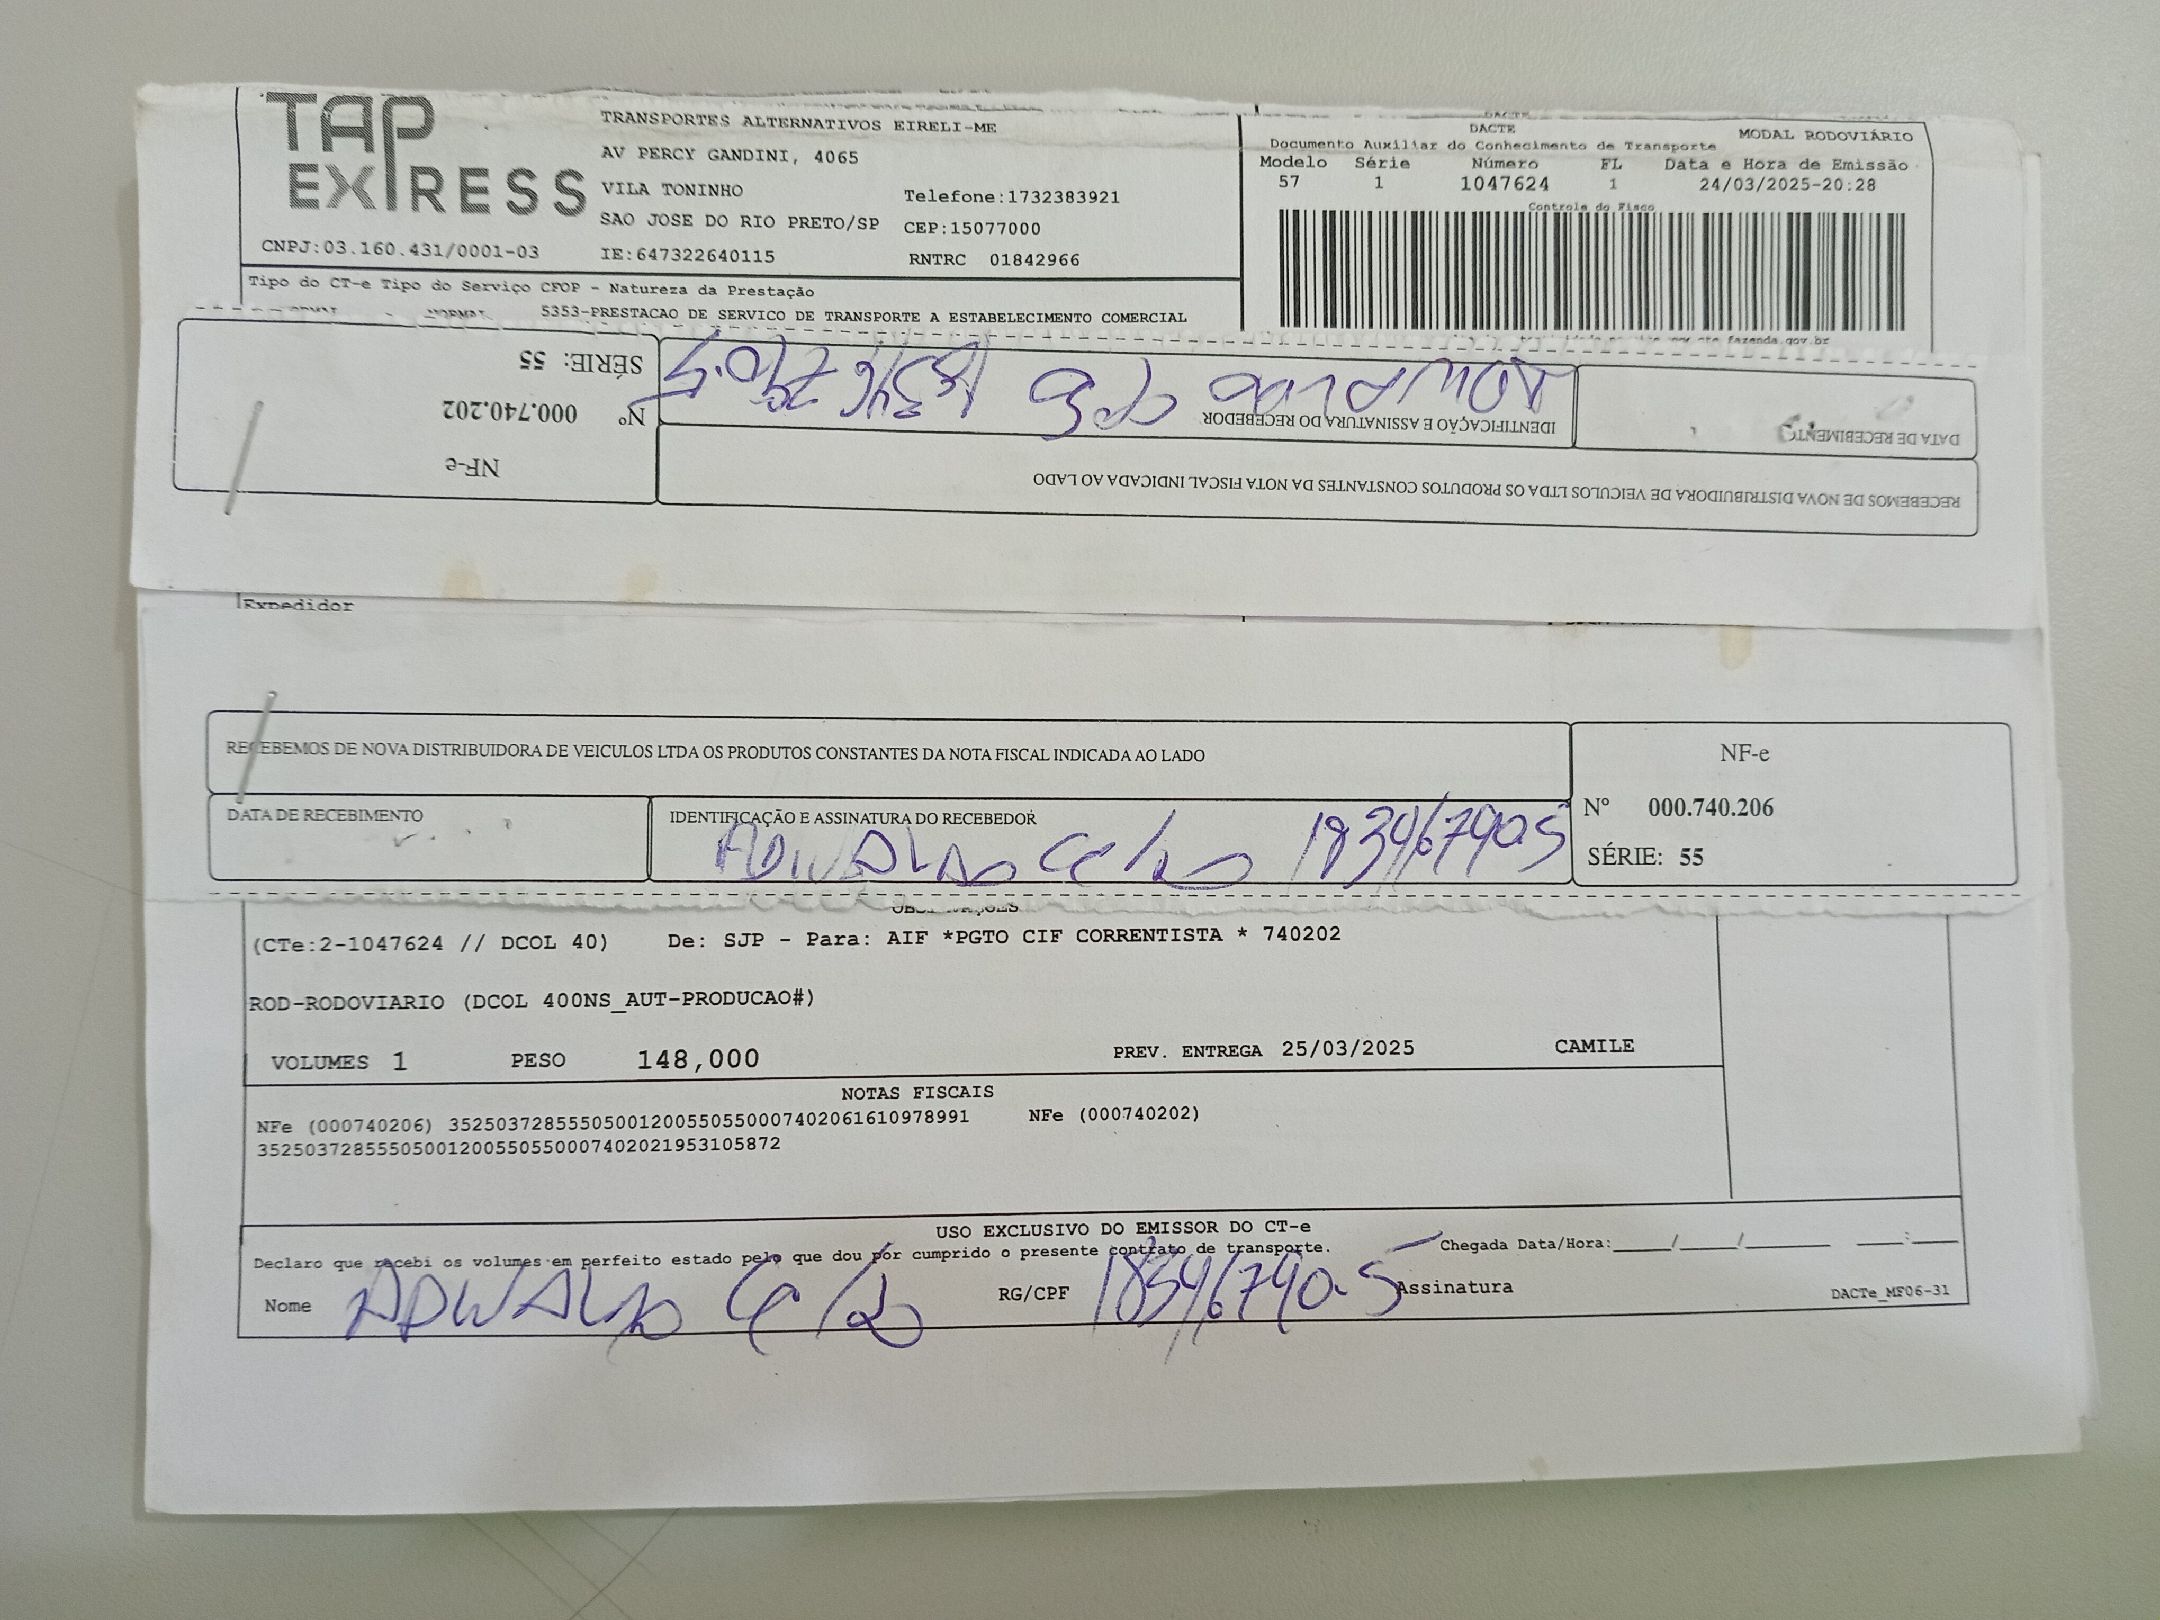 TAP
EXPRESS
TRANSPORTES ALTERNATIVOS EIRELI-ME
AV PERCY GANDINI, 4065
VILA TONINHO
Telefone:1732383921
SAO JOSE DO RIO PRETO/SP
CEP:15077000
CNPJ:03.160.431/0001-03
IE:647322640115
RNTRC 01842966
DACTE
DACTE
MODAL RODOVIÁRIO
Documento Auxiliar do Conhecimento de Transporte
Modelo Série Número FL Data e Hora de Emissão
57 1 1047624 1 24/03/2025-20:28
Controle do Fisco
Tipo do CT-e Tipo do Serviço CFOP - Natureza da Prestação
NORMAL NORMAL 5353-PRESTACAO DE SERVICO DE TRANSPORTE A ESTABELECIMENTO COMERCIAL
fazenda.gov.br
RECEBEMOS DE NOVA DISTRIBUIDORA DE VEICULOS LTDA OS PRODUTOS CONSTANTES DA NOTA FISCAL INDICADA AO LADO
NF-e
DATA DE RECEBIMENTO
IDENTIFICAÇÃO E ASSINATURA DO RECEBEDOR
Nº 000.740.202
SÉRIE: 55
Expedidor
RECEBEMOS DE NOVA DISTRIBUIDORA DE VEICULOS LTDA OS PRODUTOS CONSTANTES DA NOTA FISCAL INDICADA AO LADO
NF-e
DATA DE RECEBIMENTO
IDENTIFICAÇÃO E ASSINATURA DO RECEBEDOR
Nº 000.740.206
SÉRIE: 55
(CTe:2-1047624 // DCOL 40) De: SJP - Para: AIF *PGTO CIF CORRENTISTA * 740202
ROD-RODOVIARIO (DCOL 400NS_AUT-PRODUCAO#)
VOLUMES 1 PESO 148,000 PREV. ENTREGA 25/03/2025 CAMILE
NOTAS FISCAIS
NFe (000740206) 35250372855505001200550550007402061610978991 NFe (000740202)
35250372855505001200550550007402021953105872
USO EXCLUSIVO DO EMISSOR DO CT-e
Declaro que recebi os volumes em perfeito estado pelo que dou por cumprido o presente contrato de transporte.
Chegada Data/Hora:_____/_____/_______ ____:____
Nome
RG/CPF
Assinatura
DACTe_MF06-31